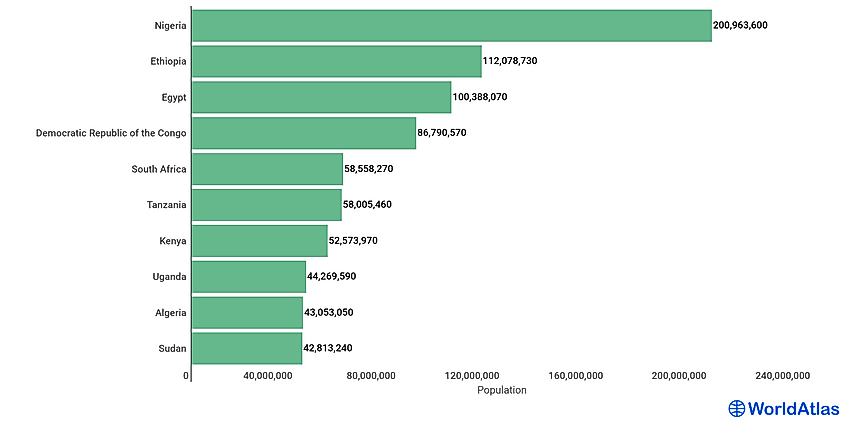 Nigeria 200,963,600
Ethiopia 112,078,730
Egypt 100,388,070
Democratic Republic of the Congo 86,790,570
South Africa 58,558,270
Tanzania 58,005,460
Kenya 52,573,970
Uganda 44,269,590
Algeria 43,053,050
Sudan 42,813,240
0 40,000,000 80,000,000 120,000,000 160,000,000 200,000,000 240,000,000
Population
WorldAtlas